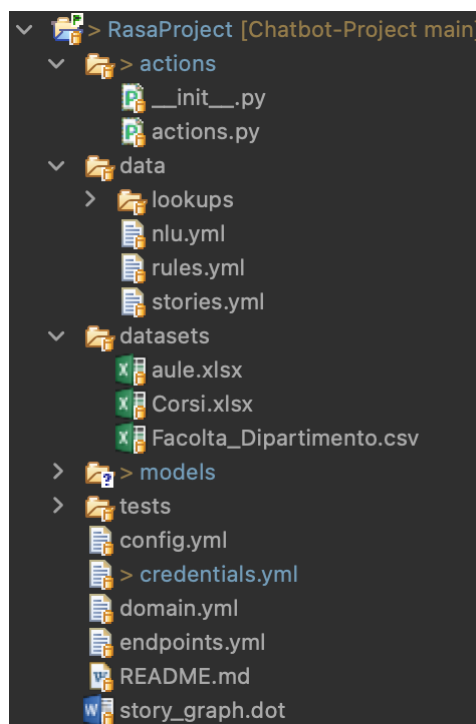 > RasaProject [Chatbot-Project main]
> actions
__init__.py
actions.py
data
lookups
nlu.yml
rules.yml
stories.yml
datasets
aule.xlsx
Corsi.xlsx
Facolta_Dipartimento.csv
> models
tests
config.yml
> credentials.yml
domain.yml
endpoints.yml
README.md
story_graph.dot